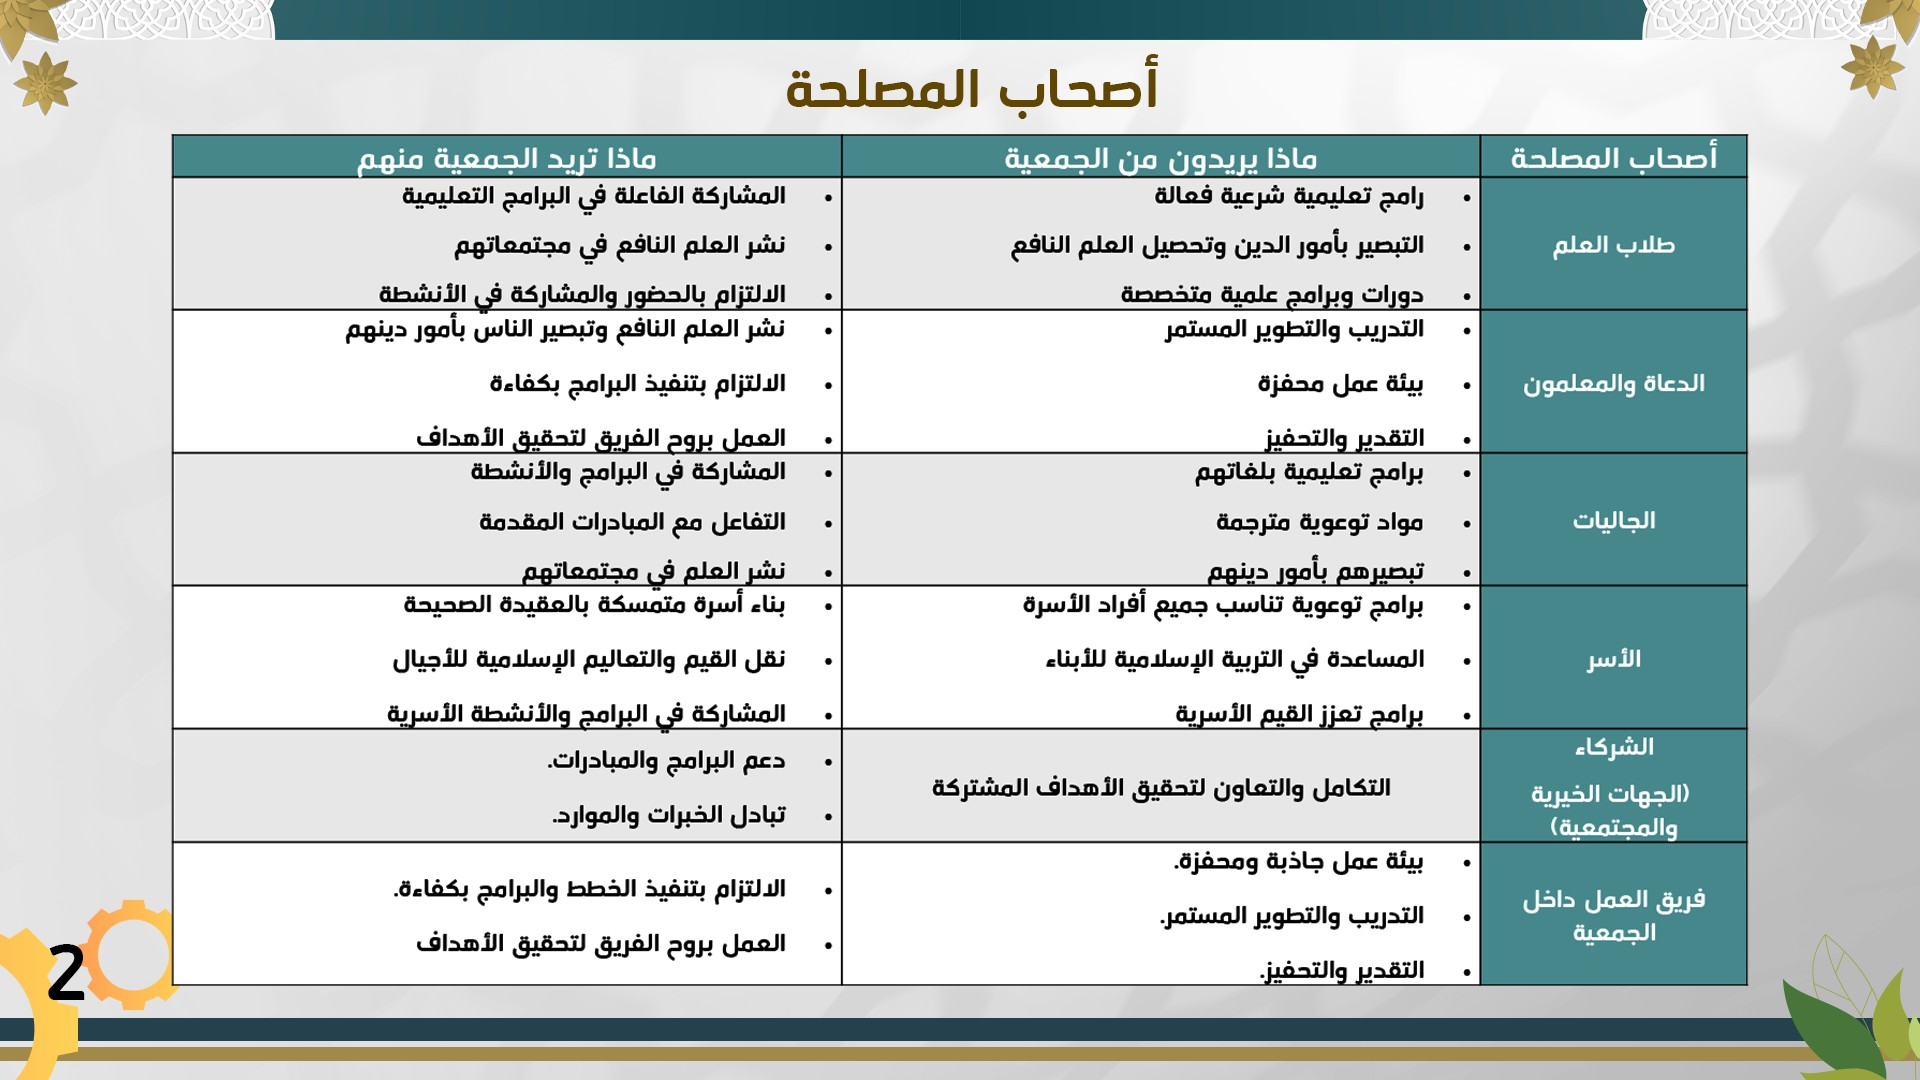 أصحاب المصلحة
أصحاب المصلحة
ماذا يريدون من الجمعية
ماذا تريد الجمعية منهم
طلاب العلم
• رامج تعليمية شرعية فعالة
• التبصير بأمور الدين وتحصيل العلم النافع
• دورات وبرامج علمية متخصصة
• المشاركة الفاعلة في البرامج التعليمية
• نشر العلم النافع في مجتمعاتهم
• الالتزام بالحضور والمشاركة في الأنشطة
الدعاة والمعلمون
• التدريب والتطوير المستمر
• بيئة عمل محفزة
• التقدير والتحفيز
• نشر العلم النافع وتبصير الناس بأمور دينهم
• الالتزام بتنفيذ البرامج بكفاءة
• العمل بروح الفريق لتحقيق الأهداف
الجاليات
• برامج تعليمية بلغاتهم
• مواد توعوية مترجمة
• تبصيرهم بأمور دينهم
• المشاركة في البرامج والأنشطة
• التفاعل مع المبادرات المقدمة
• نشر العلم في مجتمعاتهم
الأسر
• برامج توعوية تناسب جميع أفراد الأسرة
• المساعدة في التربية الإسلامية للأبناء
• برامج تعزز القيم الأسرية
• بناء أسرة متمسكة بالعقيدة الصحيحة
• نقل القيم والتعاليم الإسلامية للأجيال
• المشاركة في البرامج والأنشطة الأسرية
الشركاء
(الجهات الخيرية
والمجتمعية)
التكامل والتعاون لتحقيق الأهداف المشتركة
• دعم البرامج والمبادرات.
• تبادل الخبرات والموارد.
فريق العمل داخل
الجمعية
• بيئة عمل جاذبة ومحفزة.
• التدريب والتطوير المستمر.
• التقدير والتحفيز.
• الالتزام بتنفيذ الخطط والبرامج بكفاءة.
• العمل بروح الفريق لتحقيق الأهداف
2